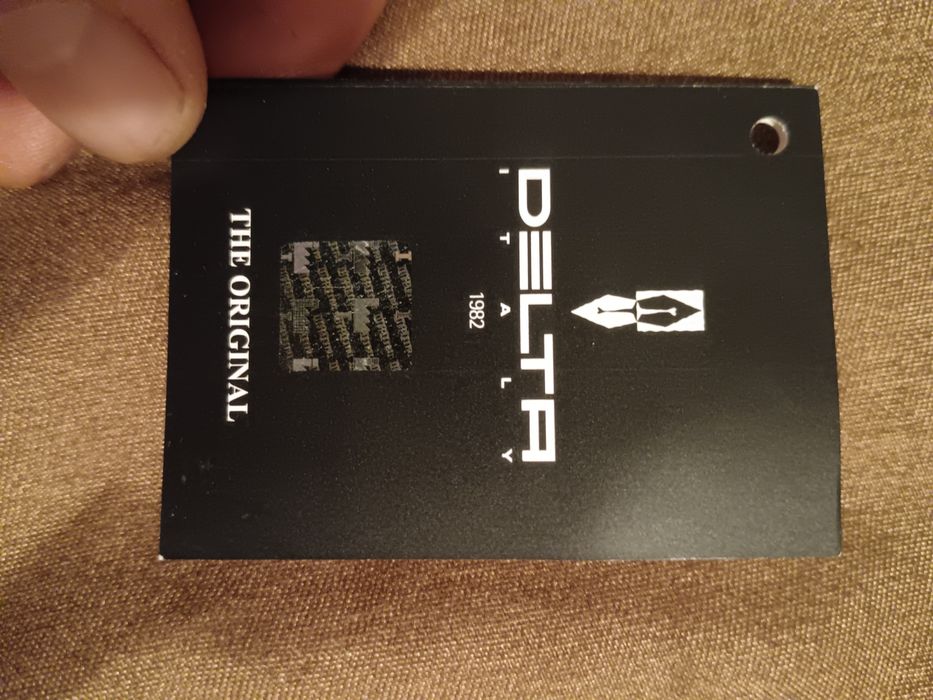 DELTA
ITALY
1982
THE ORIGINAL